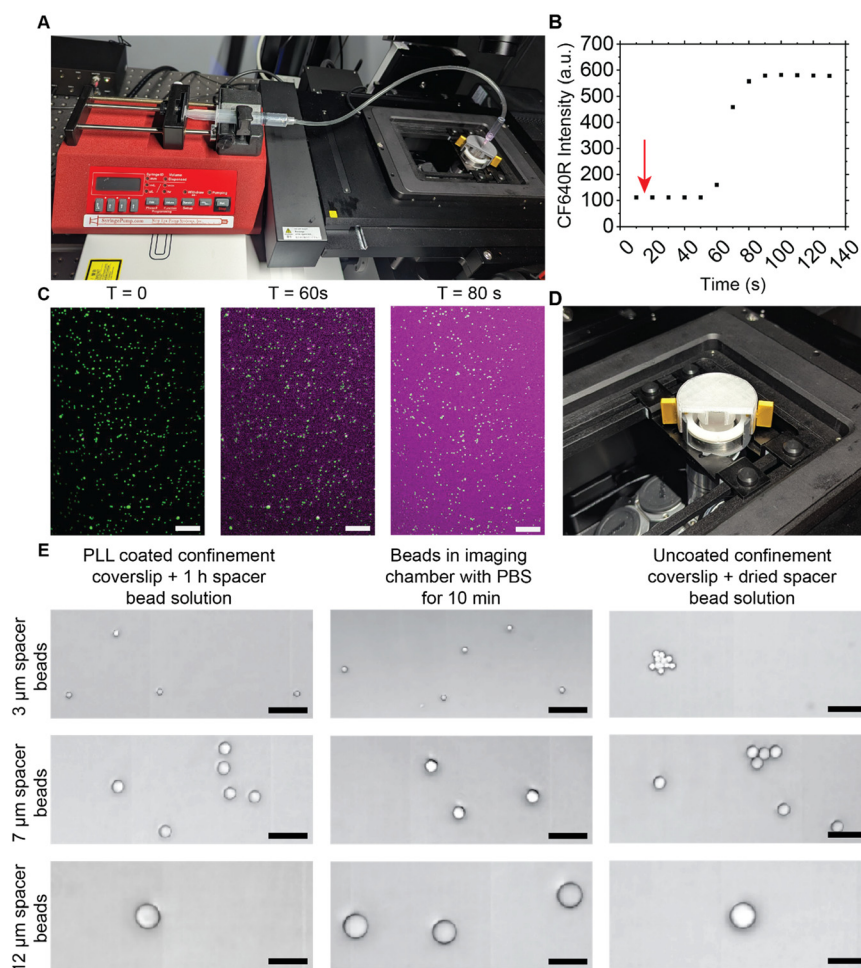 A
B
CF640R Intensity (a.u.)
700
600
500
400
300
200
100
0
0 20 40 60 80 100 120 140
Time (s)
C
T = 0
T = 60s
T = 80 s
D
E
PLL coated confinement
coverslip + 1 h spacer
bead solution
Beads in imaging
chamber with PBS
for 10 min
Uncoated confinement
coverslip + dried spacer
bead solution
3 µm spacer
beads
7 µm spacer
beads
12 µm spacer
beads